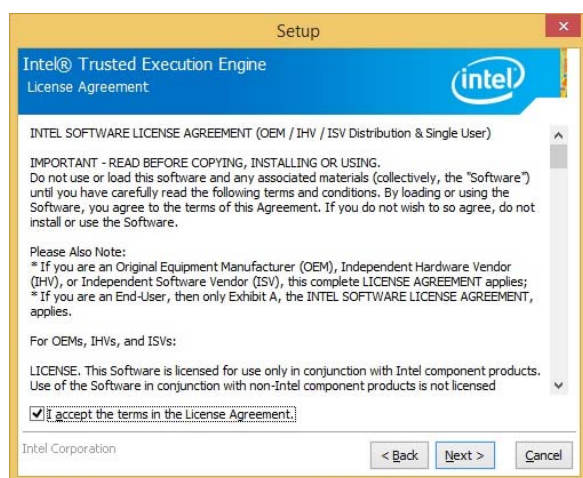 Setup
Intel® Trusted Execution Engine
License Agreement
intel
INTEL SOFTWARE LICENSE AGREEMENT (OEM / IHV / ISV Distribution & Single User)
IMPORTANT - READ BEFORE COPYING, INSTALLING OR USING.
Do not use or load this software and any associated materials (collectively, the "Software")
until you have carefully read the following terms and conditions. By loading or using the
Software, you agree to the terms of this Agreement. If you do not wish to so agree, do not
install or use the Software.
Please Also Note:
* If you are an Original Equipment Manufacturer (OEM), Independent Hardware Vendor
(IHV), or Independent Software Vendor (ISV), this complete LICENSE AGREEMENT applies;
* If you are an End-User, then only Exhibit A, the INTEL SOFTWARE LICENSE AGREEMENT,
applies.
For OEMs, IHVs, and ISVs:
LICENSE. This Software is licensed for use only in conjunction with Intel component products.
Use of the Software in conjunction with non-Intel component products is not licensed
I accept the terms in the License Agreement.
Intel Corporation
< Back Next > Cancel